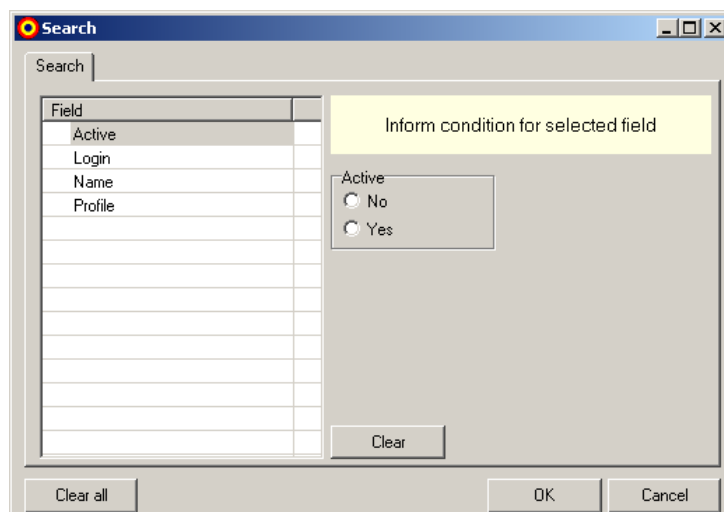 Search
Search
Field
Active
Login
Name
Profile
Inform condition for selected field
Active
No
Yes
Clear
Clear all
OK
Cancel